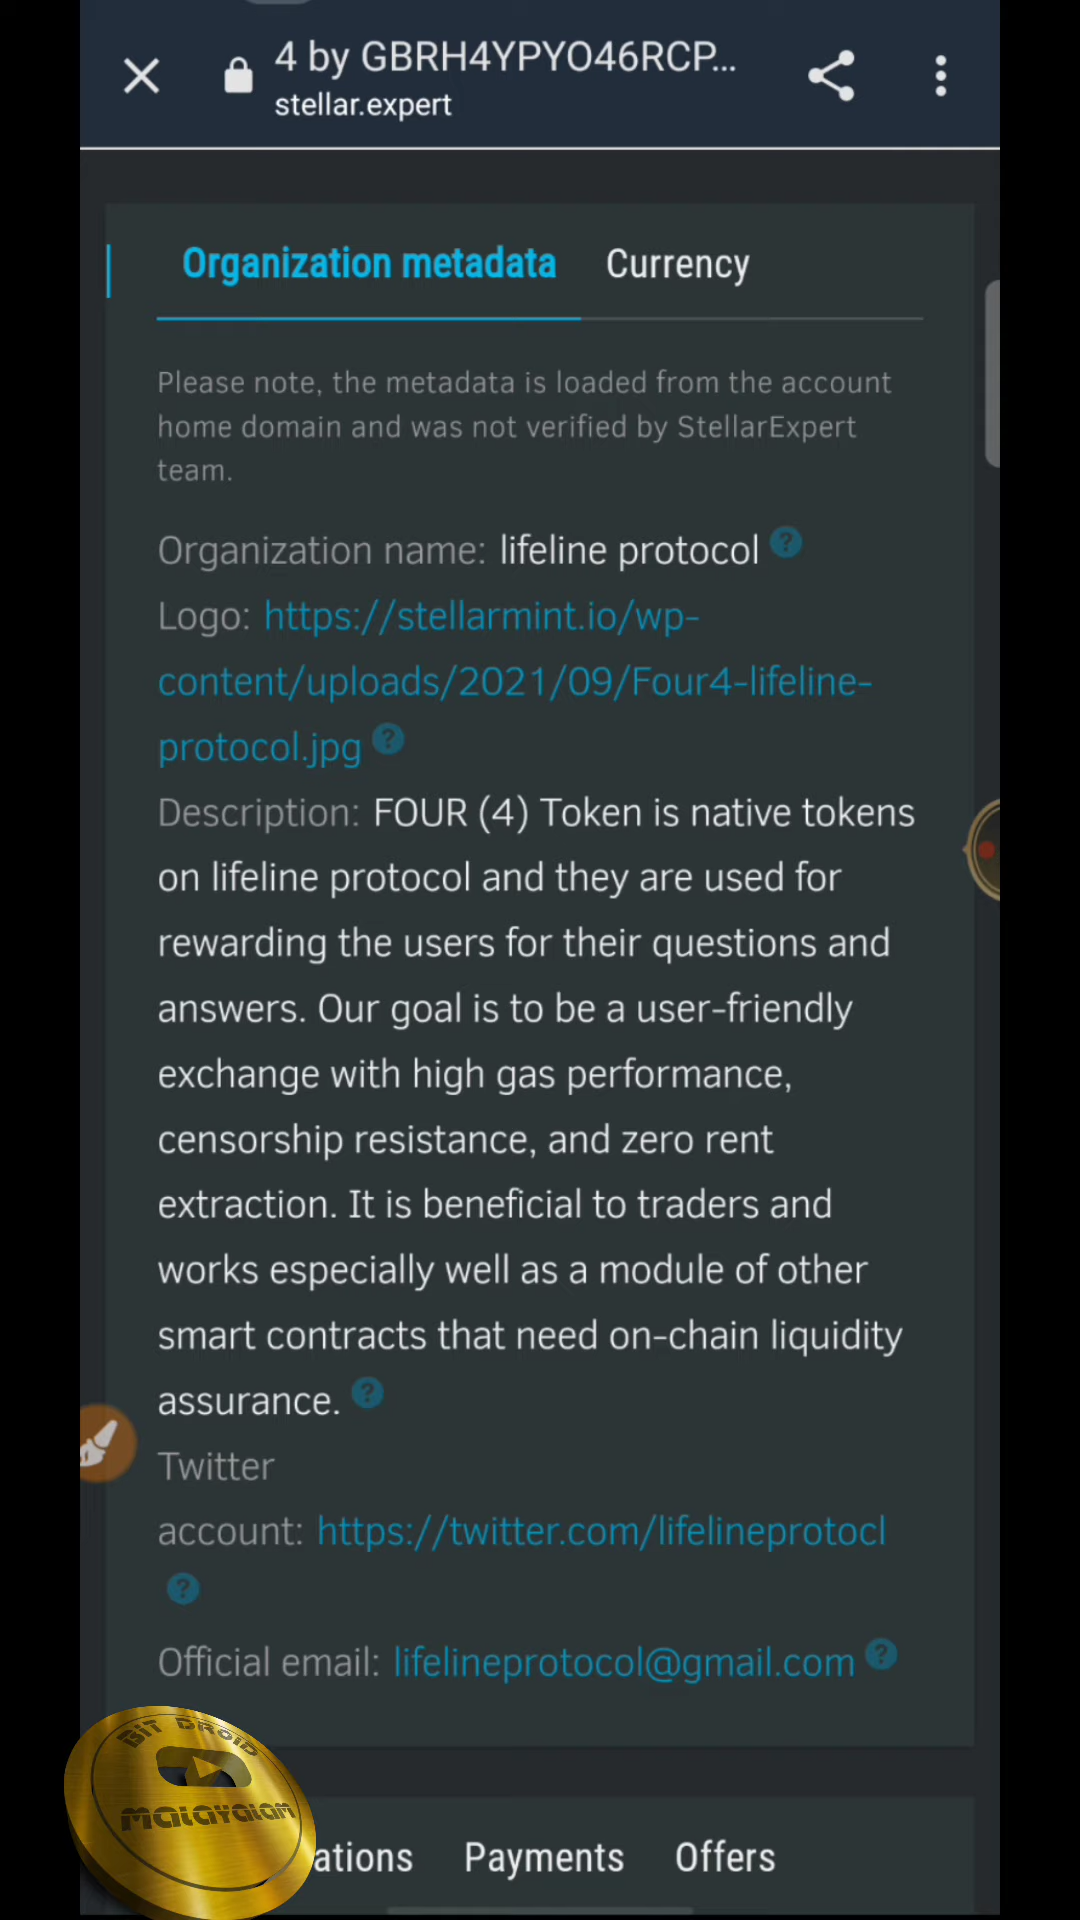 4 by GBRH4YPYO46RCP...
stellar.expert
Organization metadata Currency
Please note, the metadata is loaded from the account
home domain and was not verified by StellarExpert
team.
Organization name: lifeline protocol ?
Logo: https://stellarmint.io/wp-
content/uploads/2021/09/Four4-lifeline-
protocol.jpg ?
Description: FOUR (4) Token is native tokens
on lifeline protocol and they are used for
rewarding the users for their questions and
answers. Our goal is to be a user-friendly
exchange with high gas performance,
censorship resistance, and zero rent
extraction. It is beneficial to traders and
works especially well as a module of other
smart contracts that need on-chain liquidity
assurance. ?
Twitter
account: https://twitter.com/lifelineprotocl
?
Official email: lifelineprotocol@gmail.com ?
BIT DROID
MALAYALAM
ations Payments Offers